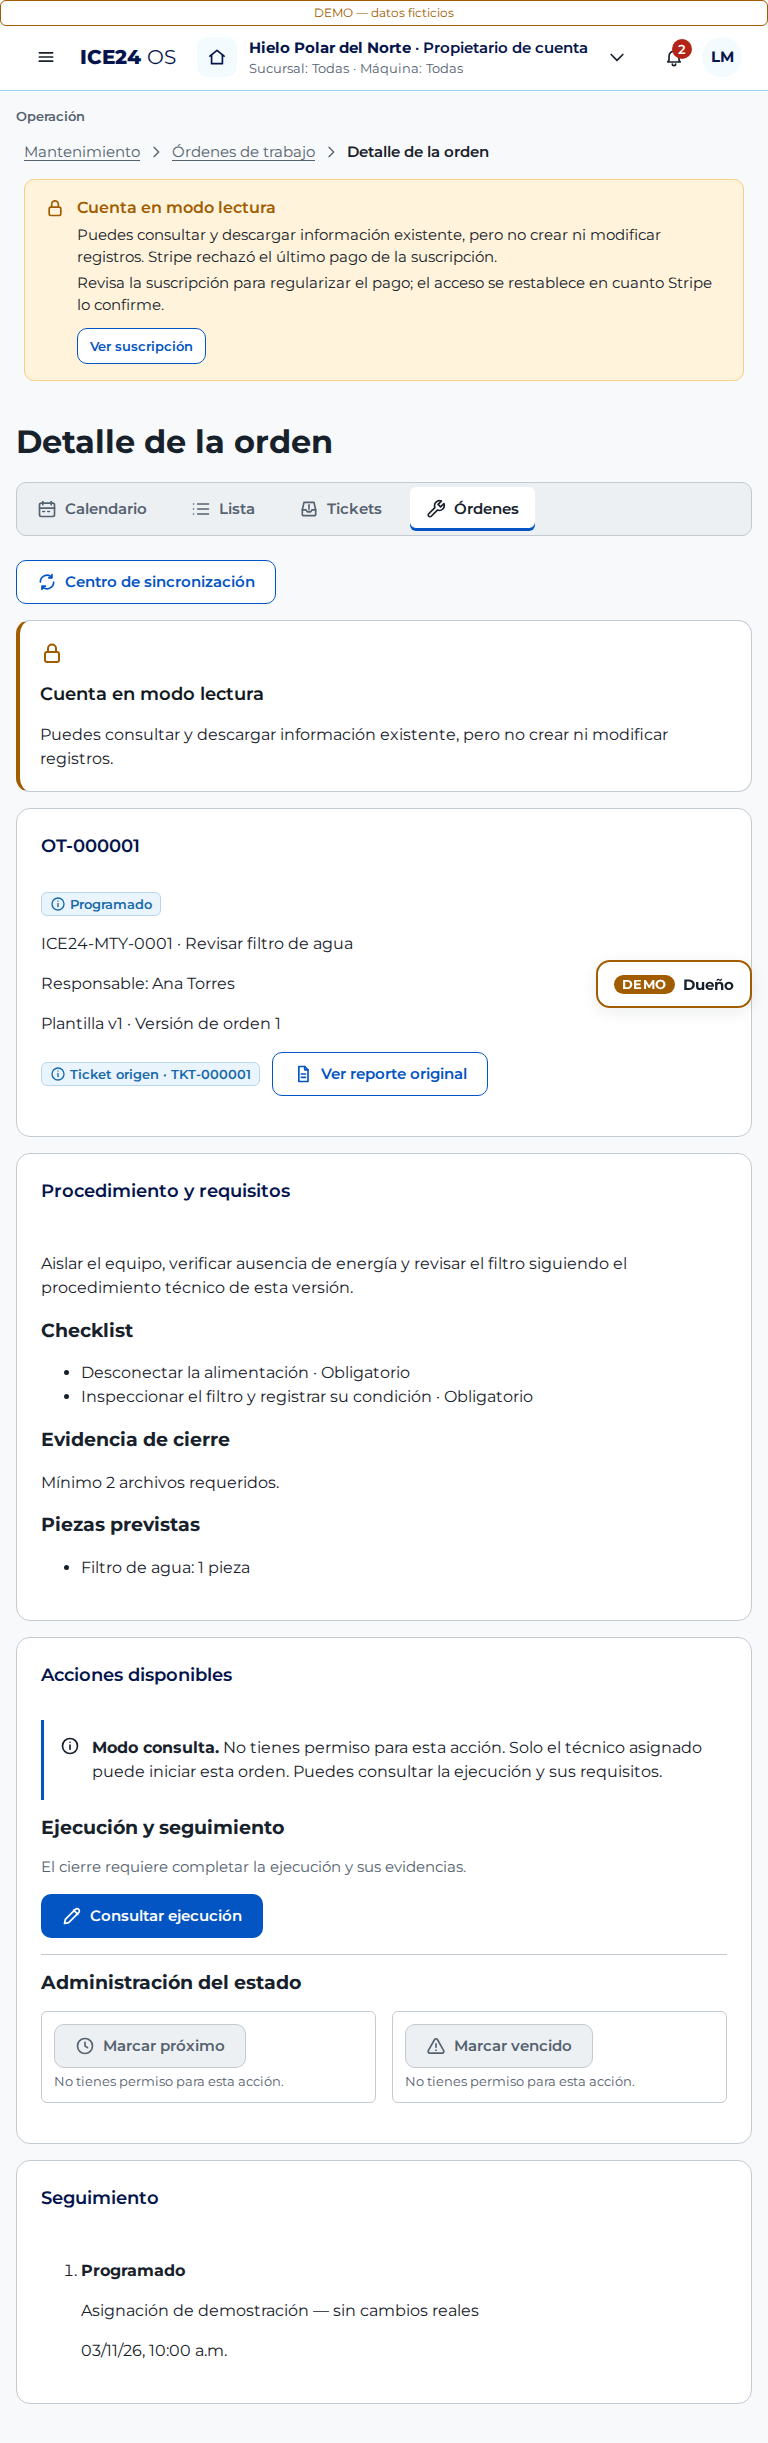 DEMO — datos ficticios
ICE24 OS
Hielo Polar del Norte · Propietario de cuenta
Sucursal: Todas · Máquina: Todas
2
LM
Operación
Mantenimiento > Órdenes de trabajo > Detalle de la orden
Cuenta en modo lectura
Puedes consultar y descargar información existente, pero no crear ni modificar
registros. Stripe rechazó el último pago de la suscripción.
Revisa la suscripción para regularizar el pago; el acceso se restablece en cuanto Stripe
lo confirme.
Ver suscripción
Detalle de la orden
Calendario Lista Tickets Órdenes
Centro de sincronización
Cuenta en modo lectura
Puedes consultar y descargar información existente, pero no crear ni modificar
registros.
OT-000001
Programado
ICE24-MTY-0001 · Revisar filtro de agua
Responsable: Ana Torres
DEMO Dueño
Plantilla v1 · Versión de orden 1
Ticket origen · TKT-000001 Ver reporte original
Procedimiento y requisitos
Aislar el equipo, verificar ausencia de energía y revisar el filtro siguiendo el
procedimiento técnico de esta versión.
Checklist
• Desconectar la alimentación · Obligatorio
• Inspeccionar el filtro y registrar su condición · Obligatorio
Evidencia de cierre
Mínimo 2 archivos requeridos.
Piezas previstas
• Filtro de agua: 1 pieza
Acciones disponibles
Modo consulta. No tienes permiso para esta acción. Solo el técnico asignado
puede iniciar esta orden. Puedes consultar la ejecución y sus requisitos.
Ejecución y seguimiento
El cierre requiere completar la ejecución y sus evidencias.
Consultar ejecución
Administración del estado
Marcar próximo
No tienes permiso para esta acción.
Marcar vencido
No tienes permiso para esta acción.
Seguimiento
1. Programado
Asignación de demostración — sin cambios reales
03/11/26, 10:00 a.m.